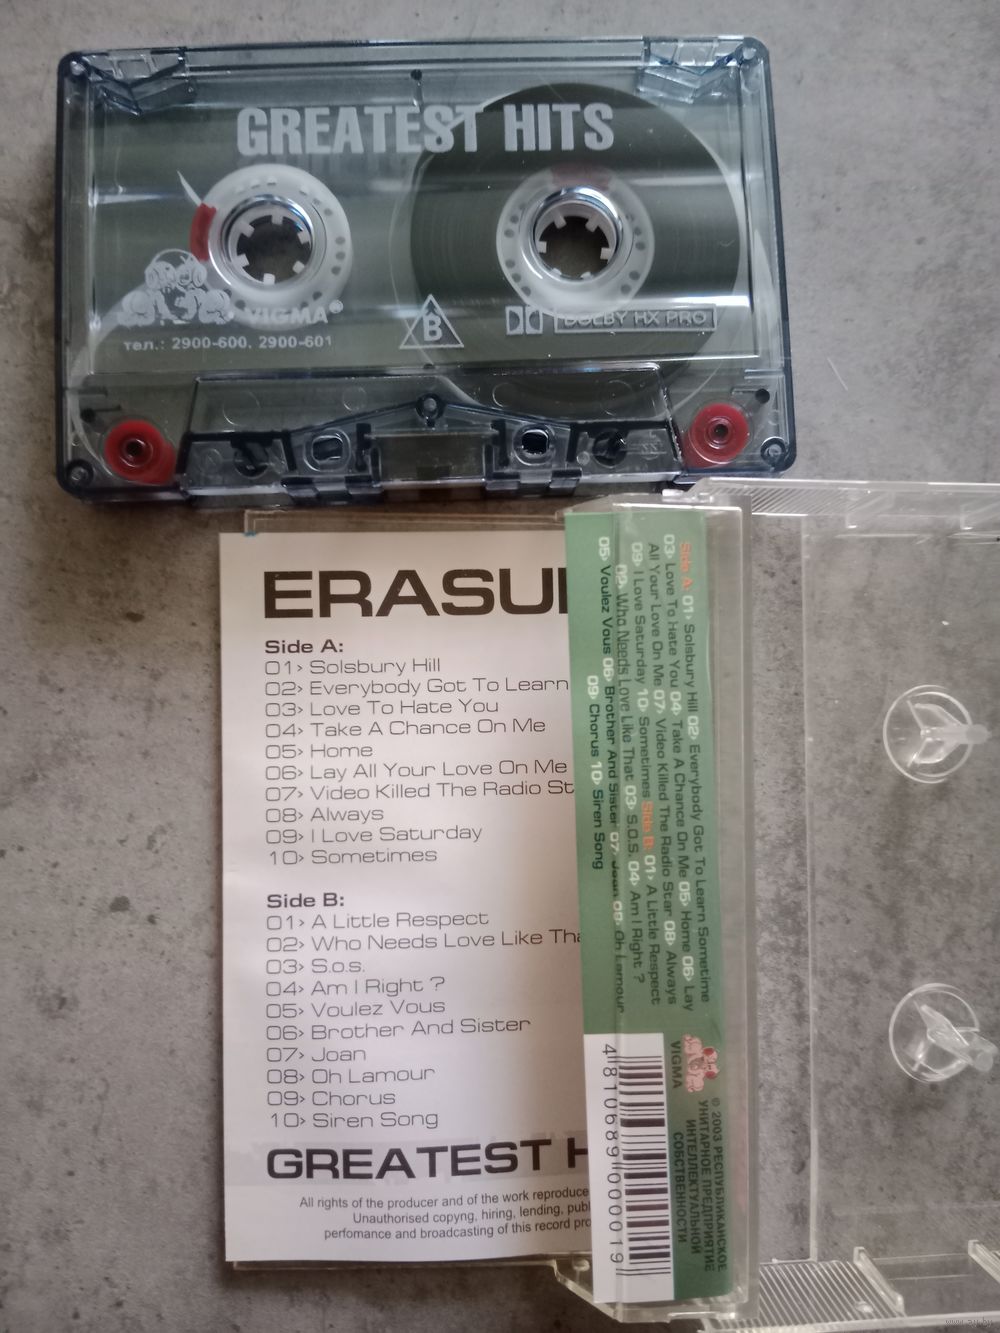 GREATEST HITS
VIGMA®
тел.: 2900-600, 2900-601
B
DOLBY HX PRO
ERASU
Side A:
01> Solsbury Hill
02> Everybody Got To Learn
03> Love To Hate You
04> Take A Chance On Me
05> Home
06> Lay All Your Love On Me
07> Video Killed The Radio St
08> Always
09> I Love Saturday
10> Sometimes
Side B:
01> A Little Respect
02> Who Needs Love Like Tha
03> S.o.s.
04> Am I Right ?
05> Voulez Vous
06> Brother And Sister
07> Joan
08> Oh Lamour
09> Chorus
10> Siren Song
GREATEST H
All rights of the producer and of the work reproduce
Unauthorised copyng, hiring, lending, publ
perfomance and broadcasting of this record pro
Side A: 01> Solsbury Hill 02> Everybody Got To Learn Sometime
03> Love To Hate You 04> Take A Chance On Me 05> Home 06> Lay
All Your Love On Me 07> Video Killed The Radio Star 08> Always
09> I Love Saturday 10> Sometimes Side B: 01> A Little Respect
02> Who Needs Love Like That 03> S.O.S. 04> Am I Right ?
05> Voulez Vous 06> Brother And Sister 07> Joan 08> Oh Lamour
09> Chorus 10> Siren Song
VIGMA
© 2003 РЕСПУБЛИКАНСКОЕ
УНИТАРНОЕ ПРЕДПРИЯТИЕ
ИНТЕЛЛЕКТУАЛЬНОЙ
СОБСТВЕННОСТИ
4 810689 000019